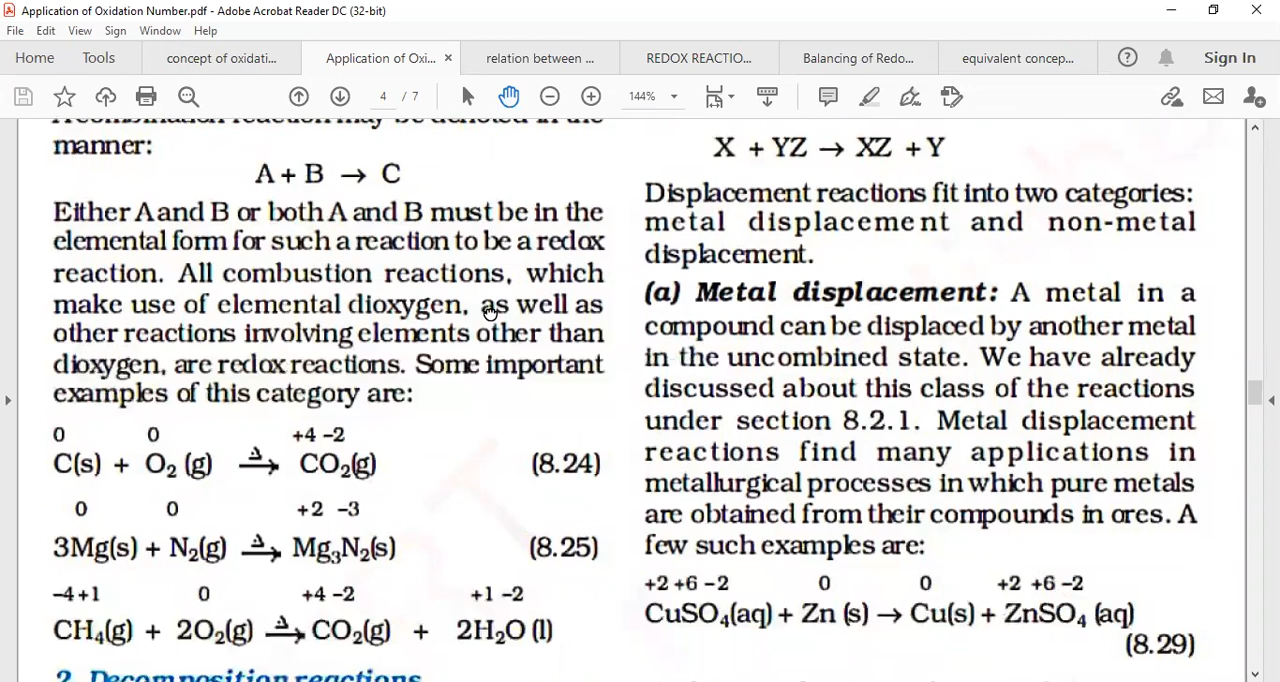 Application of Oxidation Number.pdf - Adobe Acrobat Reader DC (32-bit)
File Edit View Sign Window Help
Home Tools concept of oxidati... Application of Oxi... × relation between ... REDOX REACTIO... Balancing of Redo... equivalent concep... Sign In
4 / 7 144%
A combination reaction may be denoted in the
manner:
A + B → C
Either A and B or both A and B must be in the
elemental form for such a reaction to be a redox
reaction. All combustion reactions, which
make use of elemental dioxygen, as well as
other reactions involving elements other than
dioxygen, are redox reactions. Some important
examples of this category are:
0 0 +4 –2
C(s) + O₂ (g) —Δ→ CO₂(g) (8.24)
0 0 +2 –3
3Mg(s) + N₂(g) —Δ→ Mg₃N₂(s) (8.25)
–4+1 0 +4 –2 +1 –2
CH₄(g) + 2O₂(g) —Δ→ CO₂(g) + 2H₂O (l)
2. Decomposition reactions
X + YZ → XZ + Y
Displacement reactions fit into two categories:
metal displacement and non-metal
displacement.
(a) Metal displacement: A metal in a
compound can be displaced by another metal
in the uncombined state. We have already
discussed about this class of the reactions
under section 8.2.1. Metal displacement
reactions find many applications in
metallurgical processes in which pure metals
are obtained from their compounds in ores. A
few such examples are:
+2 +6 –2 0 0 +2 +6 –2
CuSO₄(aq) + Zn (s) → Cu(s) + ZnSO₄ (aq)
(8.29)